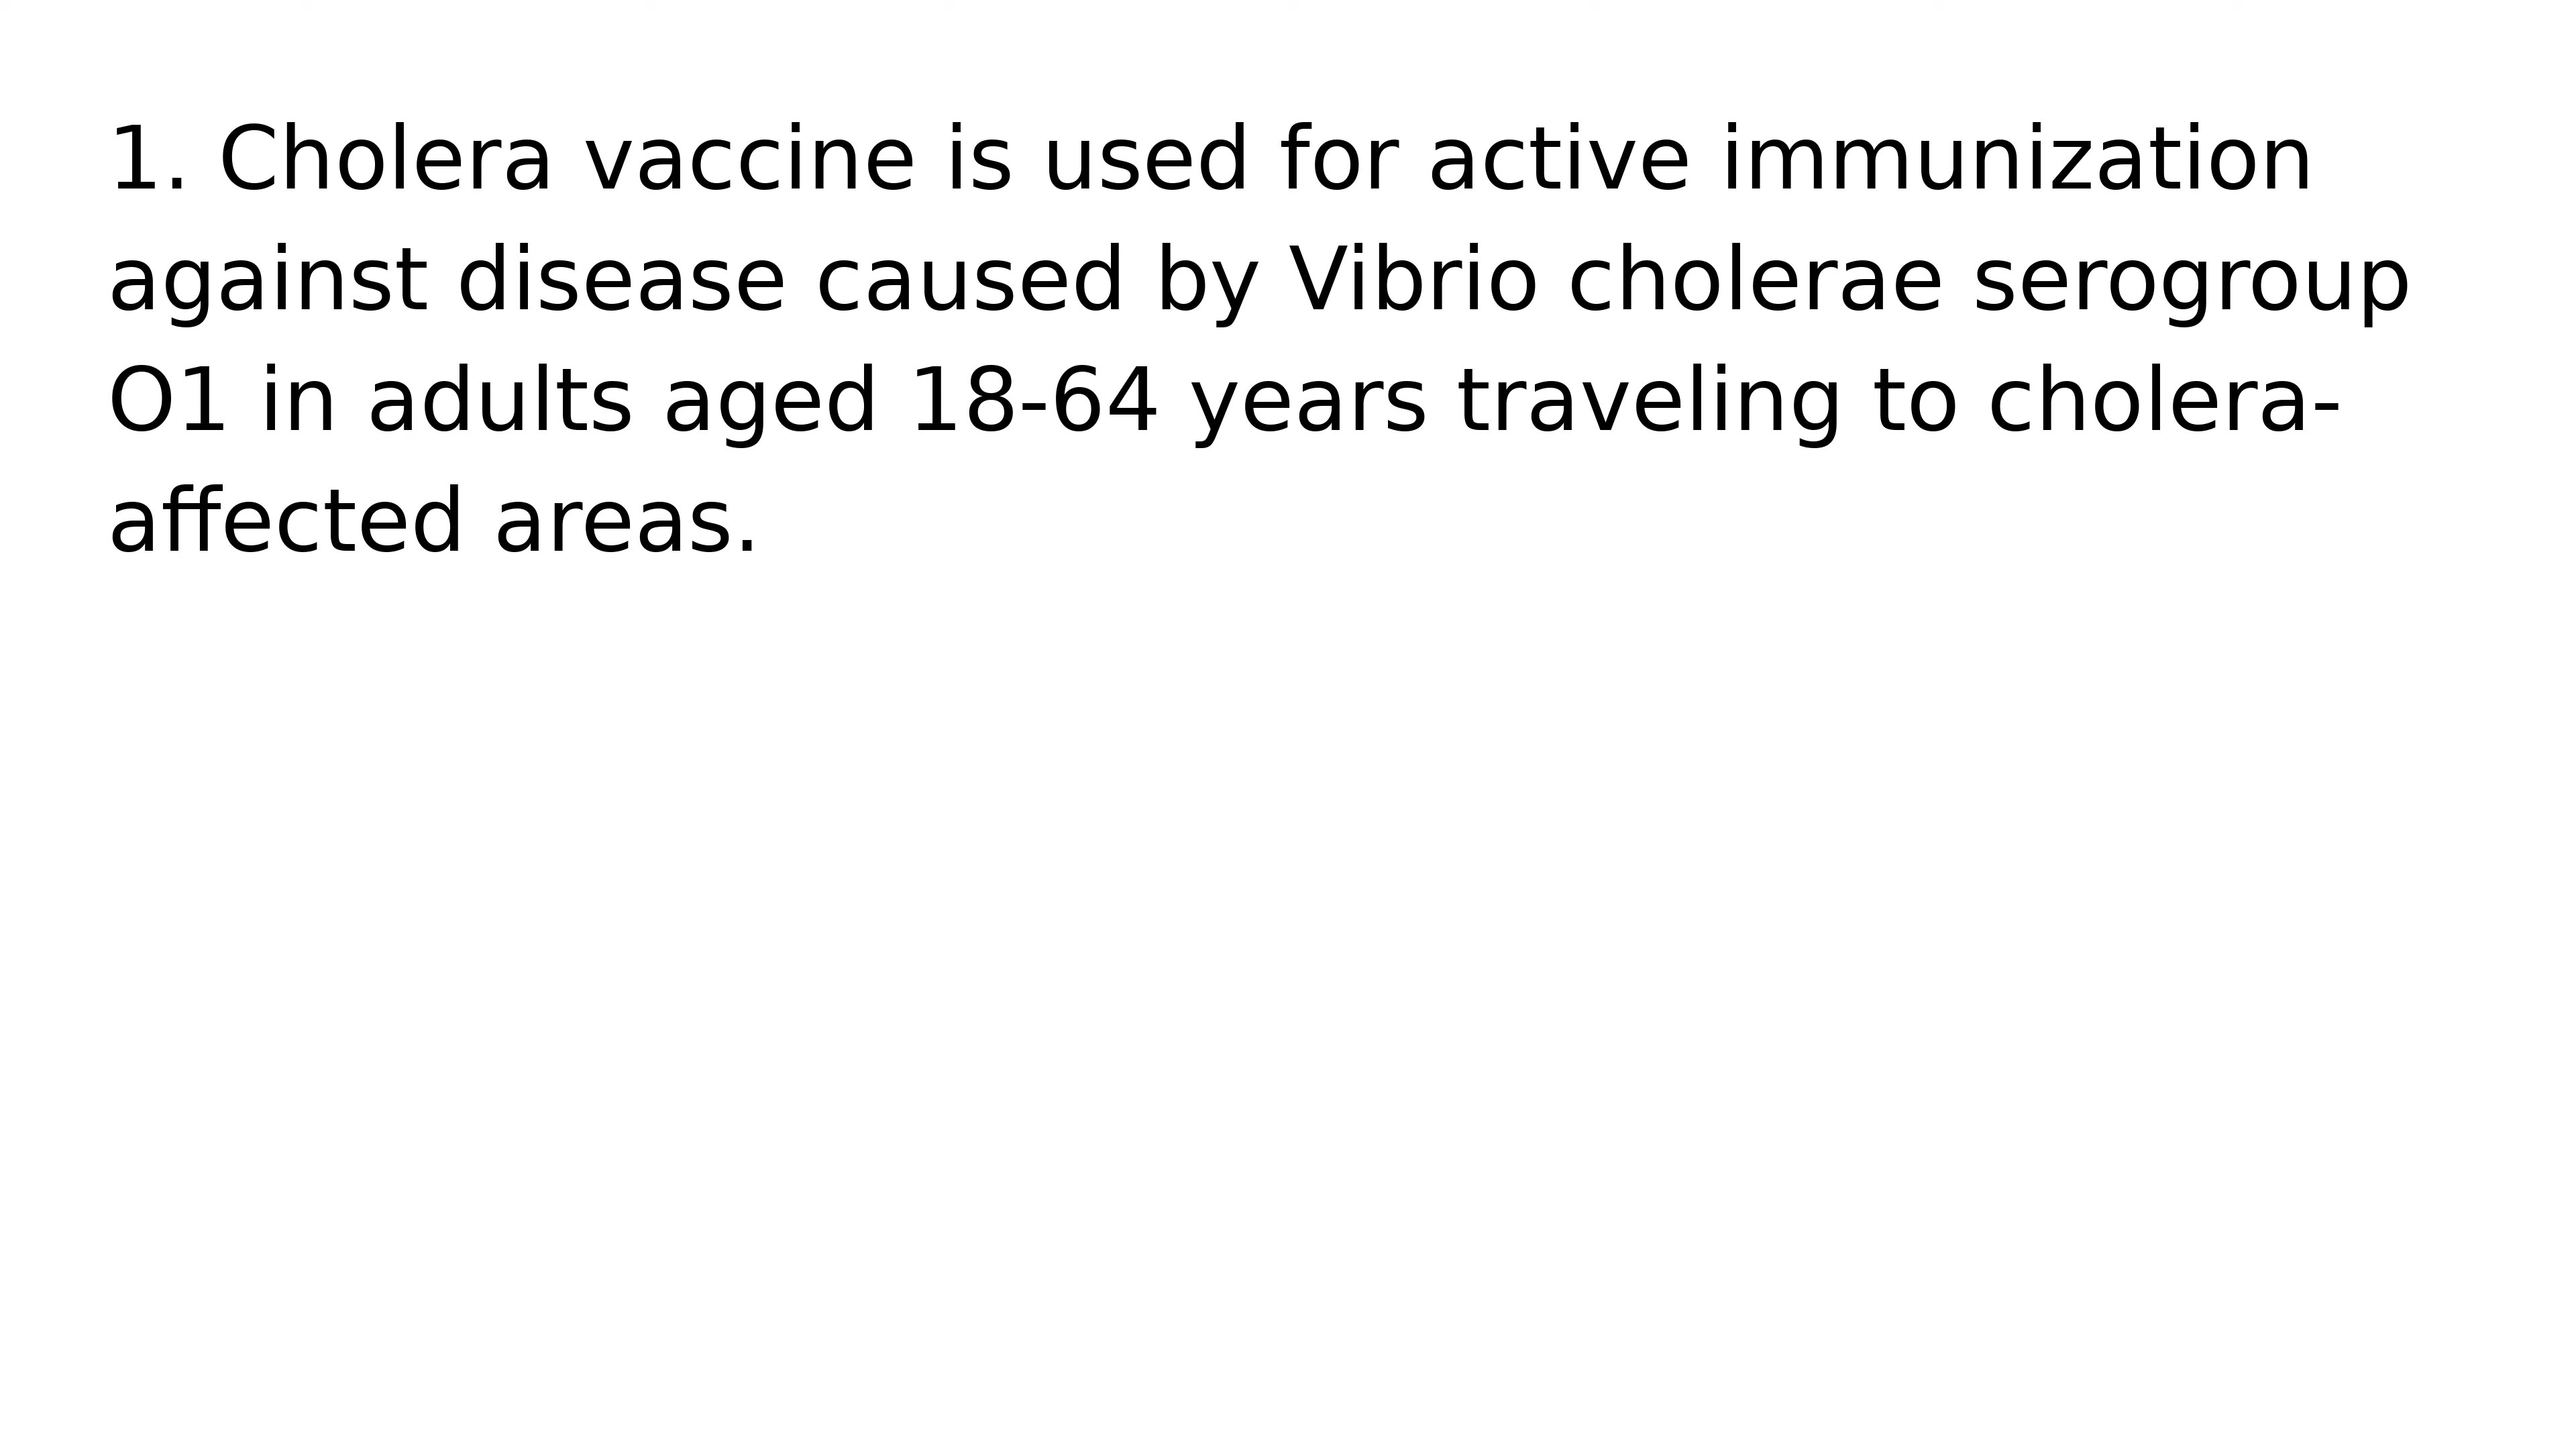 1. Cholera vaccine is used for active immunization
against disease caused by Vibrio cholerae serogroup
O1 in adults aged 18-64 years traveling to cholera-
affected areas.